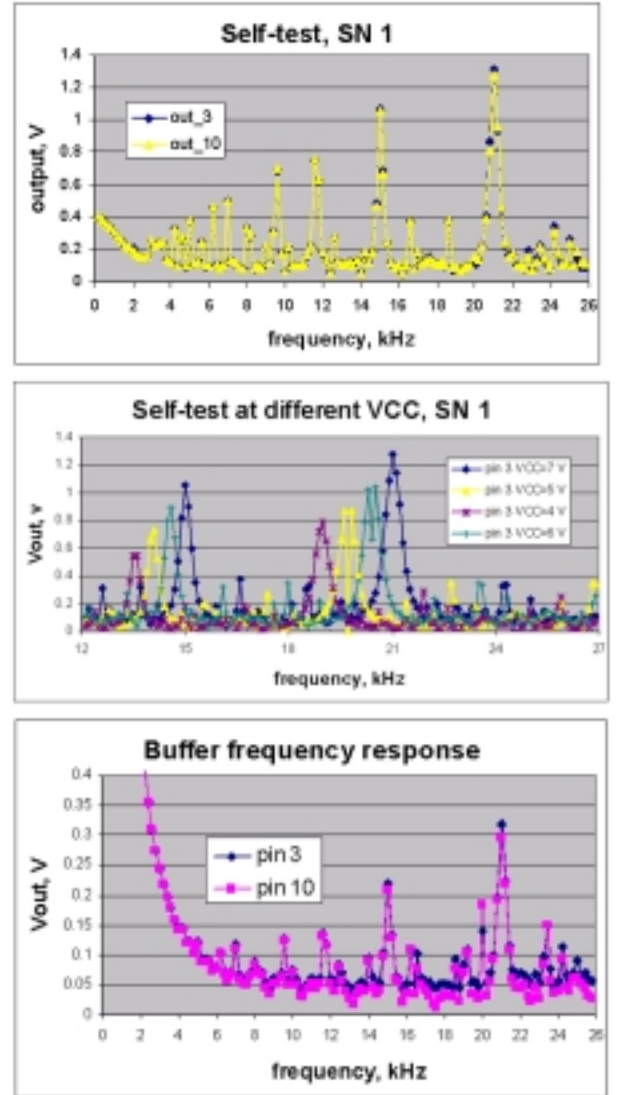 Self-test, SN 1
1.4
1.2
1
0.8
0.6
0.4
0.2
0
output, V
out_3
out_10
0 2 4 6 8 10 12 14 16 18 20 22 24 26
frequency, kHz
Self-test at different VCC, SN 1
1.4
1.2
1
0.8
0.6
0.4
0.2
0
Vout, v
pin 3 VCC=7 V
pin 3 VCC=5 V
pin 3 VCC=4 V
pin 3 VCC=6 V
12 15 18 21 24 27
frequency, kHz
Buffer frequency response
0.4
0.35
0.3
0.25
0.2
0.15
0.1
0.05
0
Vout, V
pin 3
pin 10
0 2 4 6 8 10 12 14 16 18 20 22 24 26
frequency, kHz